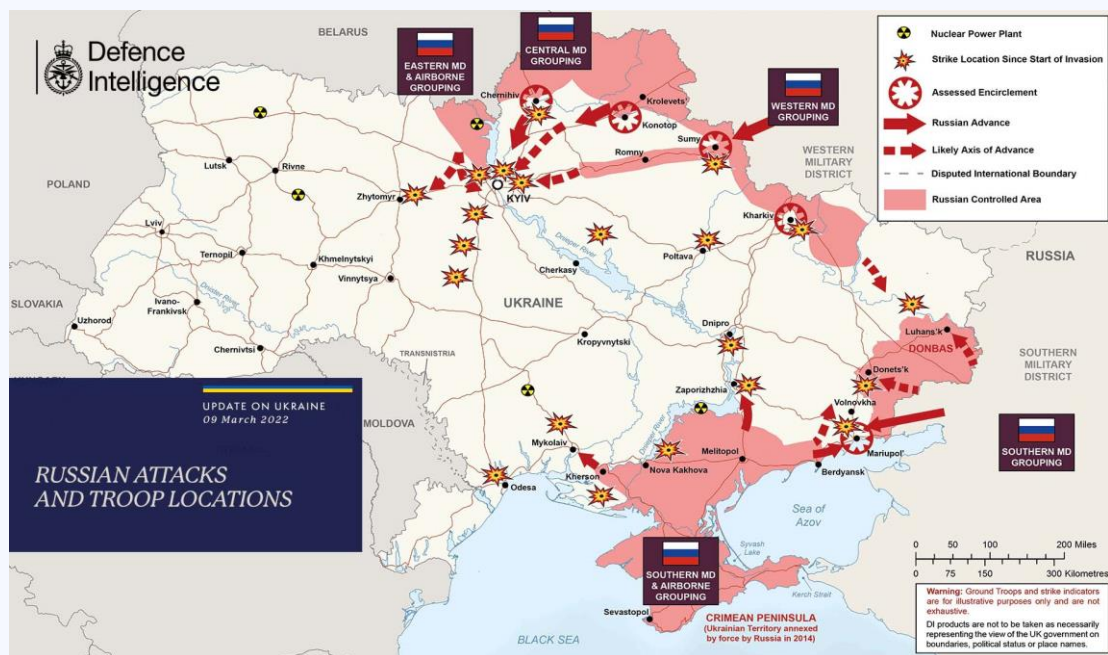 Defence
Intelligence
BELARUS
EASTERN MD
& AIRBORNE
GROUPING
CENTRAL MD
GROUPING
WESTERN MD
GROUPING
Nuclear Power Plant
Strike Location Since Start of Invasion
Assessed Encirclement
Russian Advance
Likely Axis of Advance
Disputed International Boundary
Russian Controlled Area
Chernihiv
Krolevets'
Konotop
Sumy
Romny
WESTERN
MILITARY
DISTRICT
Lutsk
Rivne
POLAND
Zhytomyr
KYIV
Kharkiv
Lviv
Ternopil
Khmelnytskyi
Vinnytsya
Dnieper River
Cherkasy
Poltava
RUSSIA
SLOVAKIA
Ivano-
Frankivsk
Dniester River
UKRAINE
Uzhorod
Chernivtsi
Kropyvnytski
Dnipro
Luhans'k
DONBAS
Donets'k
SOUTHERN
MILITARY
DISTRICT
TRANSNISTRIA
MOLDOVA
Zaporizhzhia
Volnovkha
Mariupol'
SOUTHERN MD
GROUPING
UPDATE ON UKRAINE
09 March 2022
RUSSIAN ATTACKS
AND TROOP LOCATIONS
Mykolaiv
Dnieper River
Melitopol
Berdyansk
Kherson
Nova Kakhova
Odesa
Sea of
Azov
Syvash
Lake
Kerch Strait
SOUTHERN MD
& AIRBORNE
GROUPING
Sevastopol
CRIMEAN PENINSULA
(Ukrainian Territory annexed
by force by Russia in 2014)
BLACK SEA
0 50 100 200 Miles
0 75 150 300 Kilometres
Warning: Ground Troops and strike indicators
are for illustrative purposes only and are not
exhaustive.
DI products are not to be taken as necessarily
representing the view of the UK government on
boundaries, political status or place names.